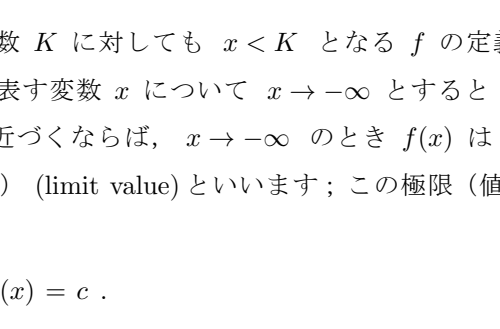 数 K に対しても x < K となる f の定
表す変数 x について x → −∞ とすると
近づくならば, x → −∞ のとき f(x) は
） (limit value) といいます ; この極限（値
(x) = c .